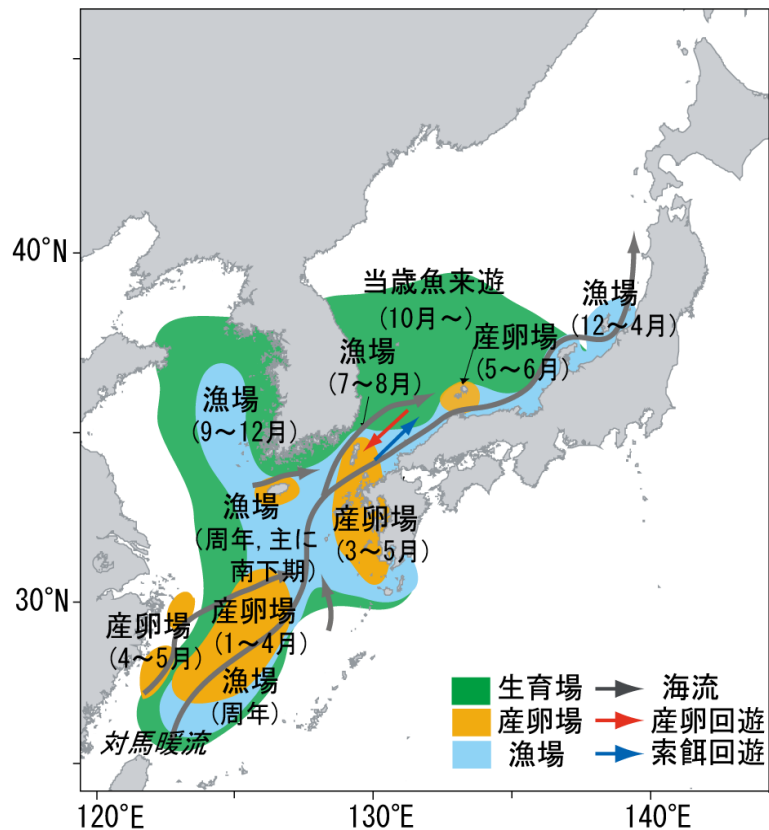 40°N
30°N
120°E
130°E
140°E
当歳魚来遊
(10月～)
漁場
(12～4月)
産卵場
(5～6月)
漁場
(7～8月)
漁場
(9～12月)
漁場
(周年,主に
南下期)
産卵場
(3～5月)
産卵場
(4～5月)
産卵場
(1～4月)
漁場
(周年)
対馬暖流
生育場
産卵場
漁場
海流
産卵回遊
索餌回遊